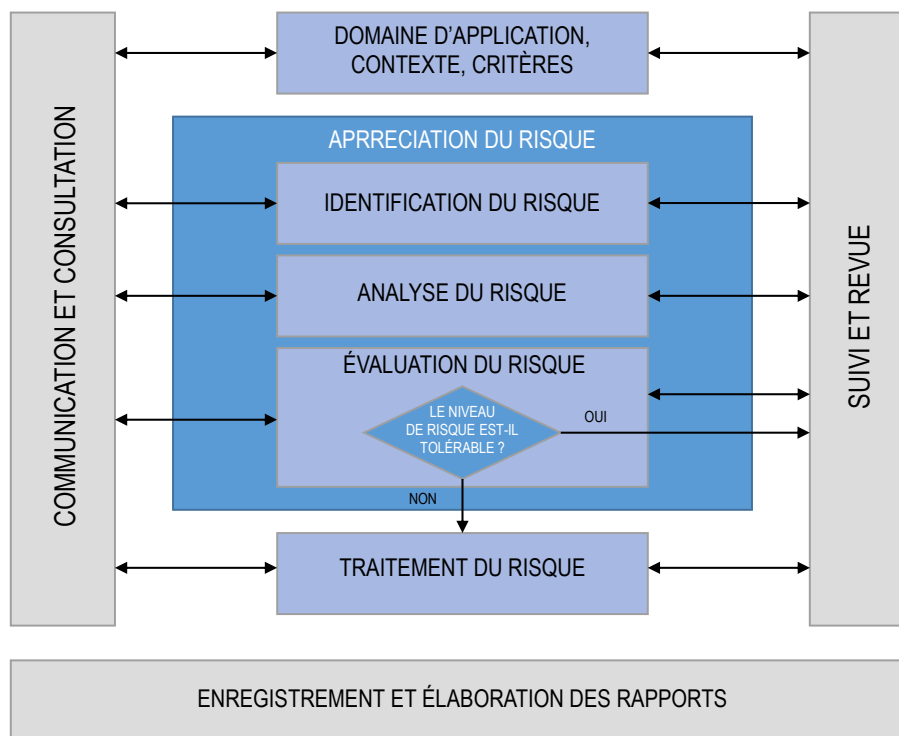 COMMUNICATION ET CONSULTATION
DOMAINE D'APPLICATION,
CONTEXTE, CRITÈRES
APRRECIATION DU RISQUE
IDENTIFICATION DU RISQUE
ANALYSE DU RISQUE
ÉVALUATION DU RISQUE
LE NIVEAU
DE RISQUE EST-IL
TOLÉRABLE ?
OUI
NON
TRAITEMENT DU RISQUE
SUIVI ET REVUE
ENREGISTREMENT ET ÉLABORATION DES RAPPORTS